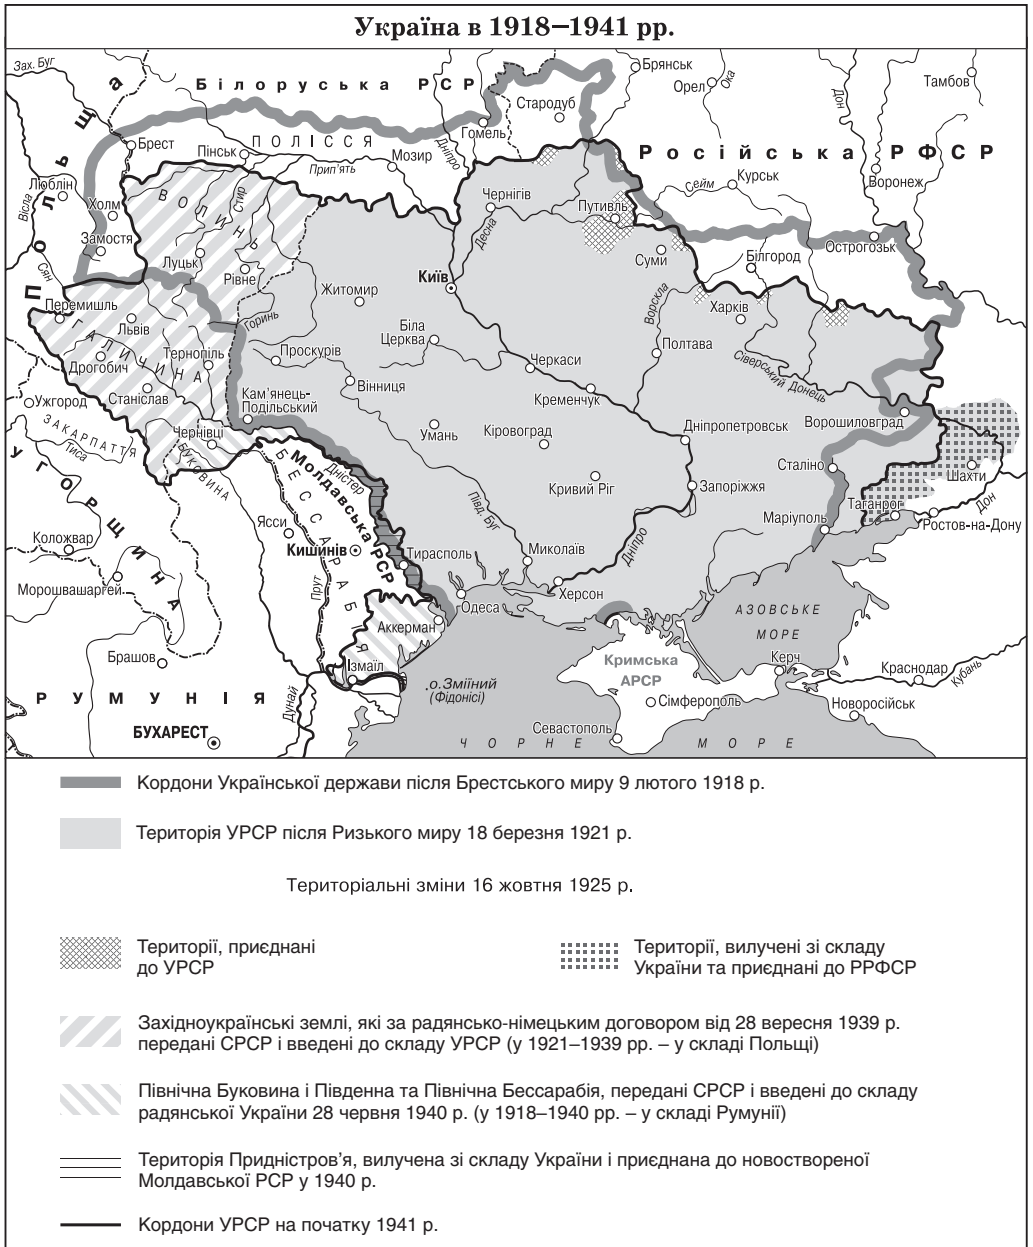 Україна в 1918–1941 рр.
Зах. Буг
Білоруська РСР
Брянськ
Орел
Ока
Дон
Тамбов
Стародуб
Гомель
Дніпро
ПОЛЬЩА
Брест
Пінськ
ПОЛІССЯ
Мозир
Прип'ять
Російська РФСР
Люблін
Вісла
Холм
ВОЛИНЬ
Стир
Чернігів
Десна
Путивль
Сейм
Курськ
Воронеж
Замостя
Сян
Луцьк
Рівне
Київ
Суми
Білгород
Острогозьк
Перемишль
Львів
Горинь
Житомир
Біла
Церква
Ворскла
Харків
ГАЛИЧИНА
Дрогобич
Тернопіль
Проскурів
Полтава
Сіверський Донець
Ужгород
Станіслав
Кам'янець-
Подільський
Вінниця
Черкаси
Кременчук
Ворошиловград
ЗАКАРПАТТЯ
Тиса
Чернівці
БУКОВИНА
Умань
Кіровоград
Дніпропетровськ
Сталіно
Шахти
УГОРЩИНА
БЕССАРАБІЯ
Молдавська РСР
Дністер
Кривий Ріг
Запоріжжя
Таганрог
Дон
Ростов-на-Дону
Коложвар
Ясси
Кишинів
Півд. Буг
Маріуполь
Морошвашаргей
Прут
Тирасполь
Миколаїв
Дніпро
Херсон
Одеса
АЗОВСЬКЕ
МОРЕ
Аккерман
Брашов
Ізмаїл
Кримська
АРСР
Керч
Краснодар
Кубань
РУМУНІЯ
Дунай
о. Зміїний
(Фідонісі)
Сімферополь
Новоросійськ
БУХАРЕСТ
Севастополь
ЧОРНЕ МОРЕ
Кордони Української держави після Брестського миру 9 лютого 1918 р.
Територія УРСР після Ризького миру 18 березня 1921 р.
Територіальні зміни 16 жовтня 1925 р.
Території, приєднані
до УРСР
Території, вилучені зі складу
України та приєднані до РРФСР
Західноукраїнські землі, які за радянсько-німецьким договором від 28 вересня 1939 р.
передані СРСР і введені до складу УРСР (у 1921–1939 рр. – у складі Польщі)
Північна Буковина і Південна та Північна Бессарабія, передані СРСР і введені до складу
радянської України 28 червня 1940 р. (у 1918–1940 рр. – у складі Румунії)
Територія Придністров'я, вилучена зі складу України і приєднана до новоствореної
Молдавської РСР у 1940 р.
Кордони УРСР на початку 1941 р.